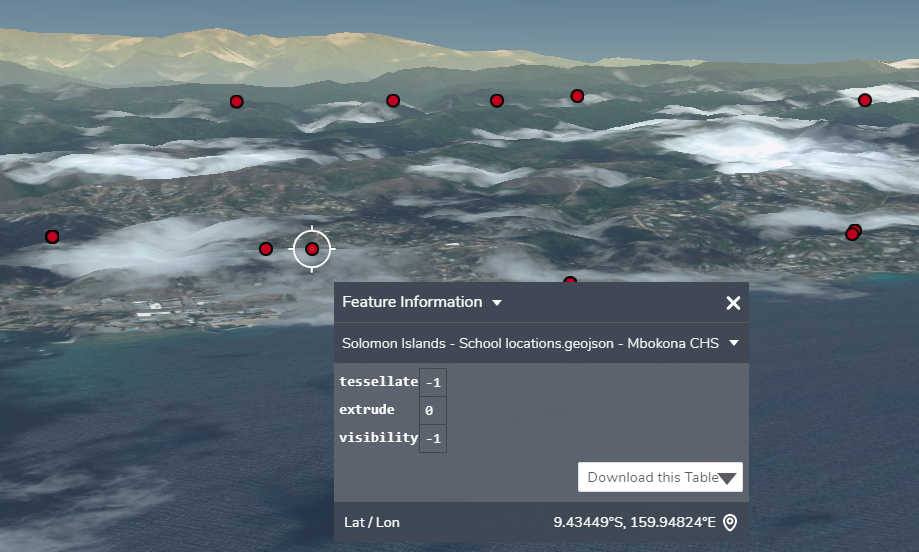 Feature Information
Solomon Islands - School locations.geojson - Mbokona CHS
tessellate -1
extrude 0
visibility -1
Download this Table
Lat / Lon 9.43449°S, 159.94824°E